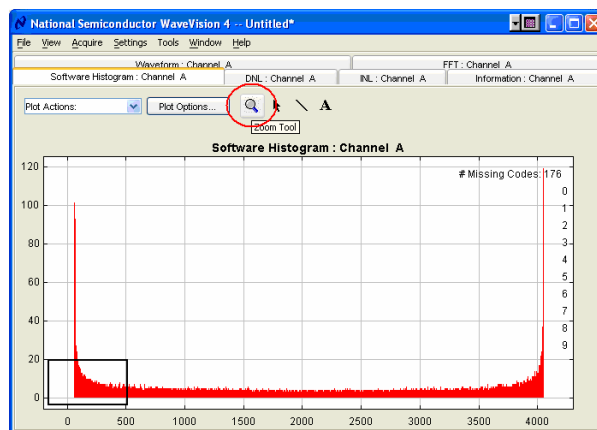 National Semiconductor WaveVision 4 -- Untitled*
File View Acquire Settings Tools Window Help
Waveform : Channel A FFT : Channel A
Software Histogram : Channel A DNL : Channel A INL : Channel A Information : Channel A
Plot Actions: Plot Options... A
Zoom Tool
Software Histogram : Channel A
# Missing Codes: 176
0
1
2
3
4
5
6
7
8
9
120
100
80
60
40
20
0
0 500 1000 1500 2000 2500 3000 3500 4000